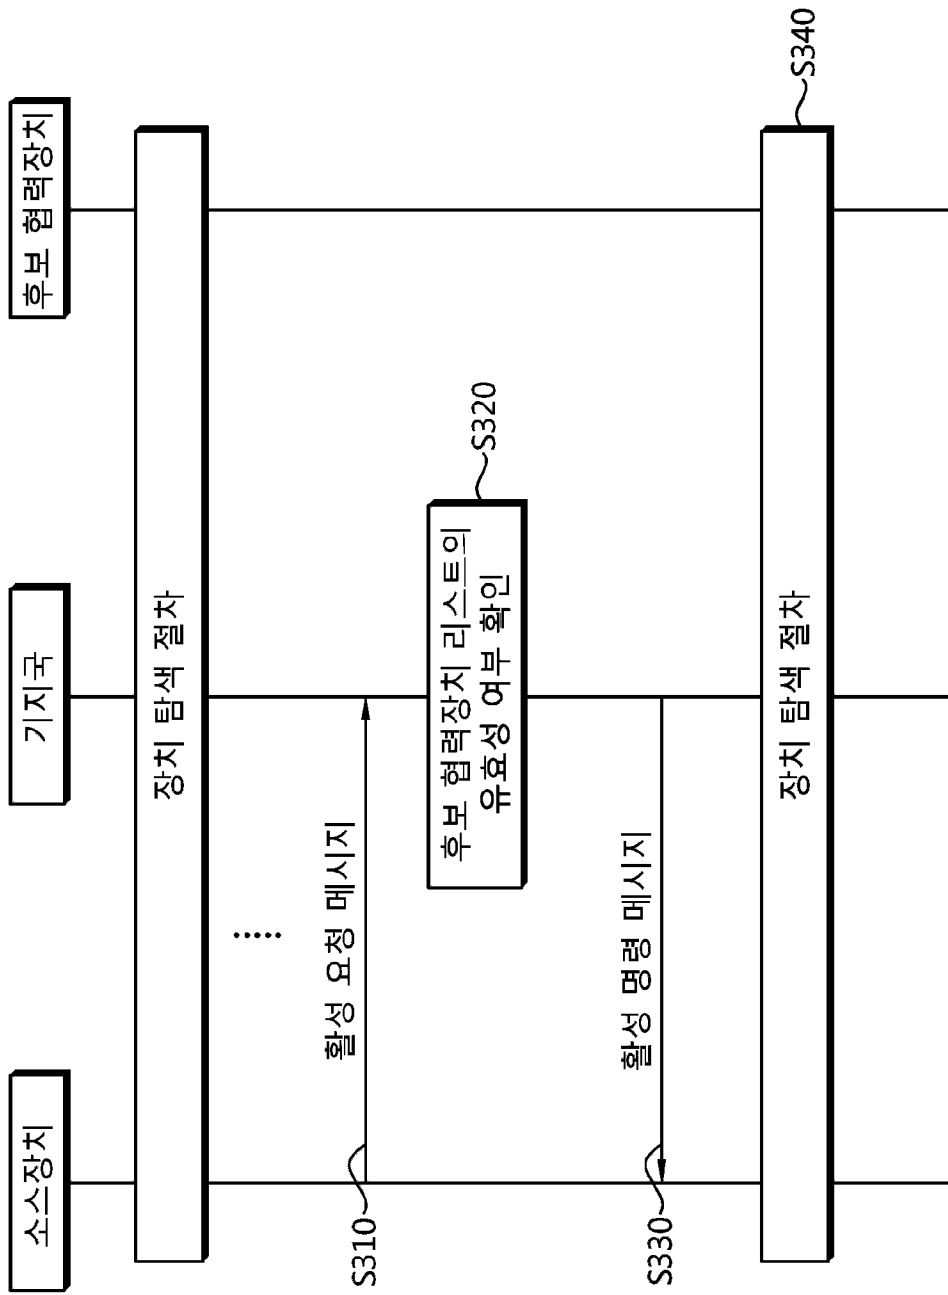 소스장치
기지국
후보 협력장치
장치 탐색 절차
.....
활성 요청 메시지
S310
후보 협력장치 리스트의
유효성 여부 확인
S320
활성 명령 메시지
S330
장치 탐색 절차
S340